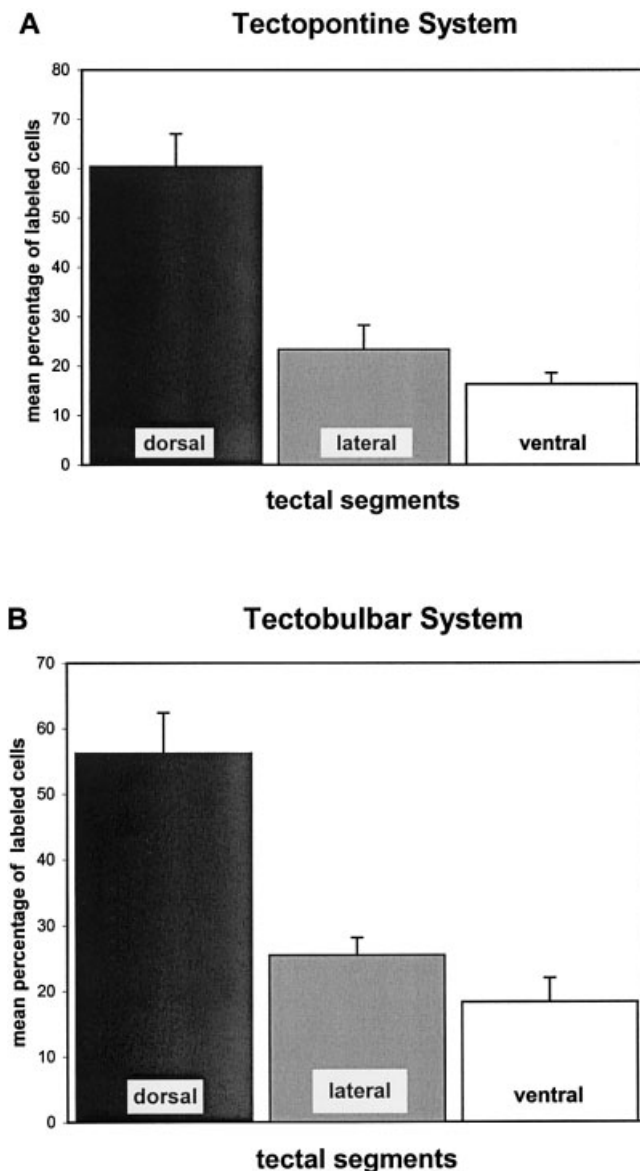 A
Tectopontine System
mean percentage of labeled cells
80
70
60
50
40
30
20
10
0
dorsal
lateral
ventral
tectal segments
B
Tectobulbar System
mean percentage of labeled cells
70
60
50
40
30
20
10
0
dorsal
lateral
ventral
tectal segments